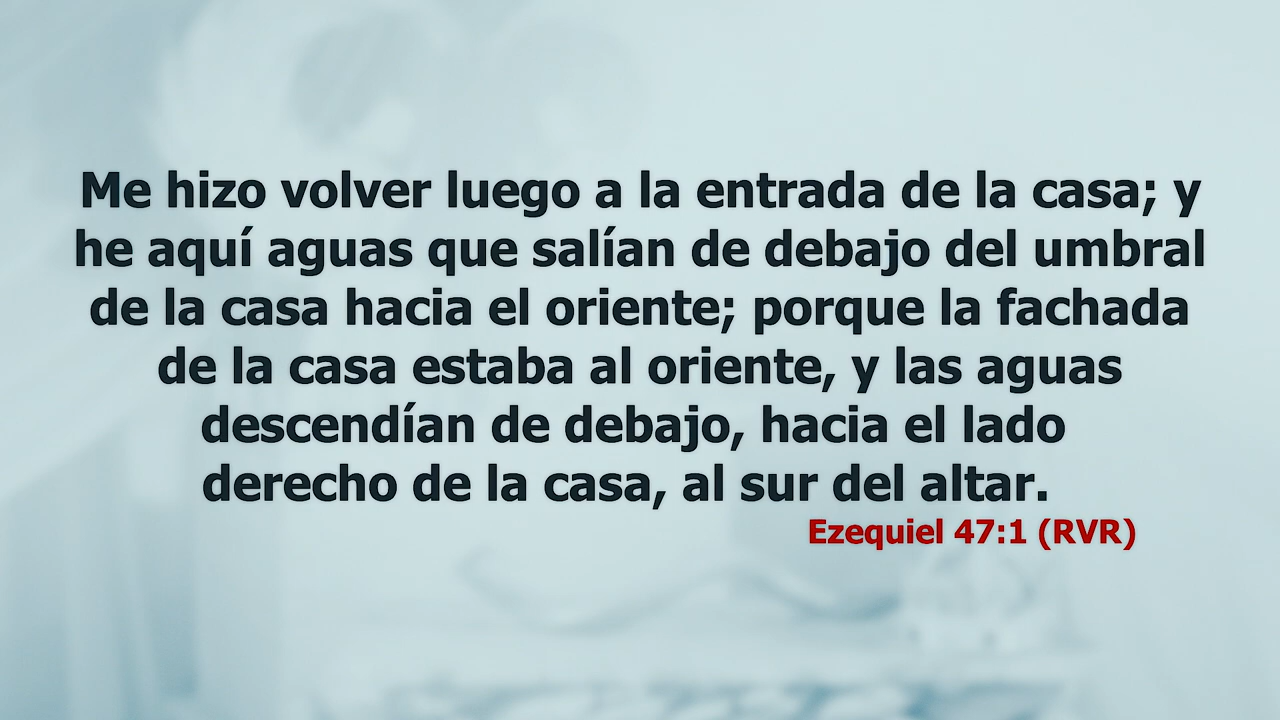 Me hizo volver luego a la entrada de la casa; y
he aquí aguas que salían de debajo del umbral
de la casa hacia el oriente; porque la fachada
de la casa estaba al oriente, y las aguas
descendían de debajo, hacia el lado
derecho de la casa, al sur del altar.
Ezequiel 47:1 (RVR)